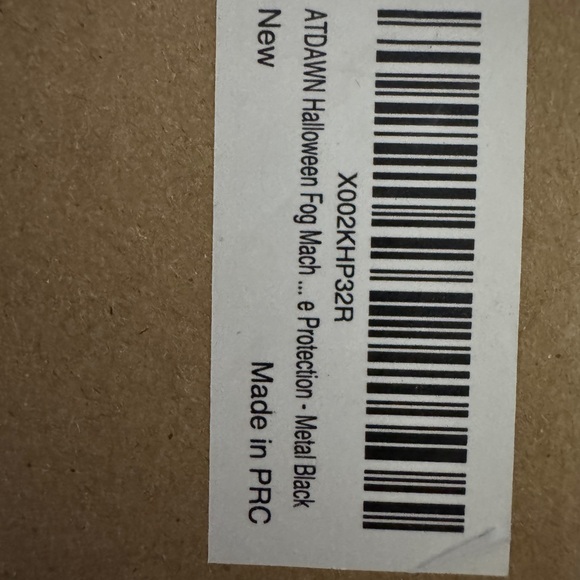 X002KHP32R
ATDAWN Halloween Fog Mach ... e Protection - Metal Black
New
Made in PRC